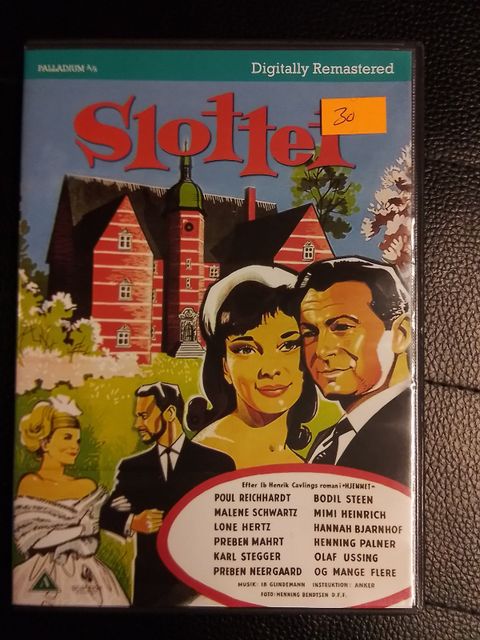 PALLADIUM A/S
Digitally Remastered
Slottet
30
Efter Ib Henrik Cavlings roman: »HJEMMET«
POUL REICHHARDT BODIL STEEN
MALENE SCHWARTZ MIMI HEINRICH
LONE HERTZ HANNAH BJARNHOF
PREBEN MAHRT HENNING PALNER
KARL STEGGER OLAF USSING
PREBEN NEERGAARD OG MANGE FLERE
MUSIK: IB GLINDEMANN INSTRUKTION: ANKER
FOTO: HENNING BENDTSEN D.F.F.
A